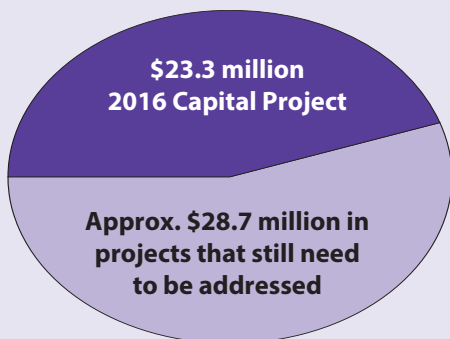 $23.3 million
2016 Capital Project
Approx. $28.7 million in
projects that still need
to be addressed